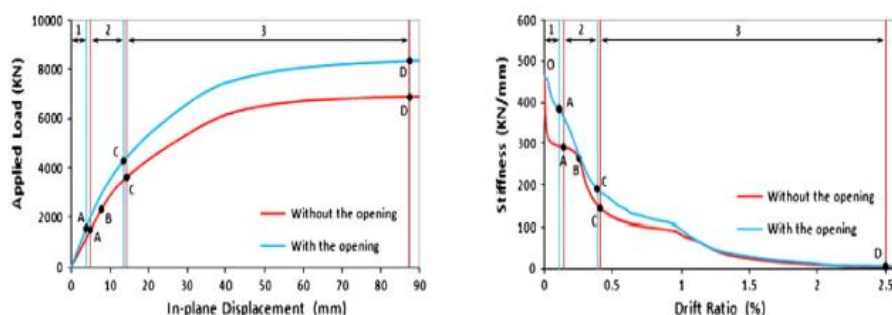 10000
8000
6000
4000
2000
0
Applied Load (KN)
1 2 3
A
A
B
C
C
D
D
Without the opening
With the opening
0 10 20 30 40 50 60 70 80 90
In-plane Displacement (mm)
600
500
400
300
200
100
0
Stiffness (KN/mm)
1 2 3
O
A
A
B
C
C
D
Without the opening
With the opening
0 0.5 1 1.5 2 2.5
Drift Ratio (%)